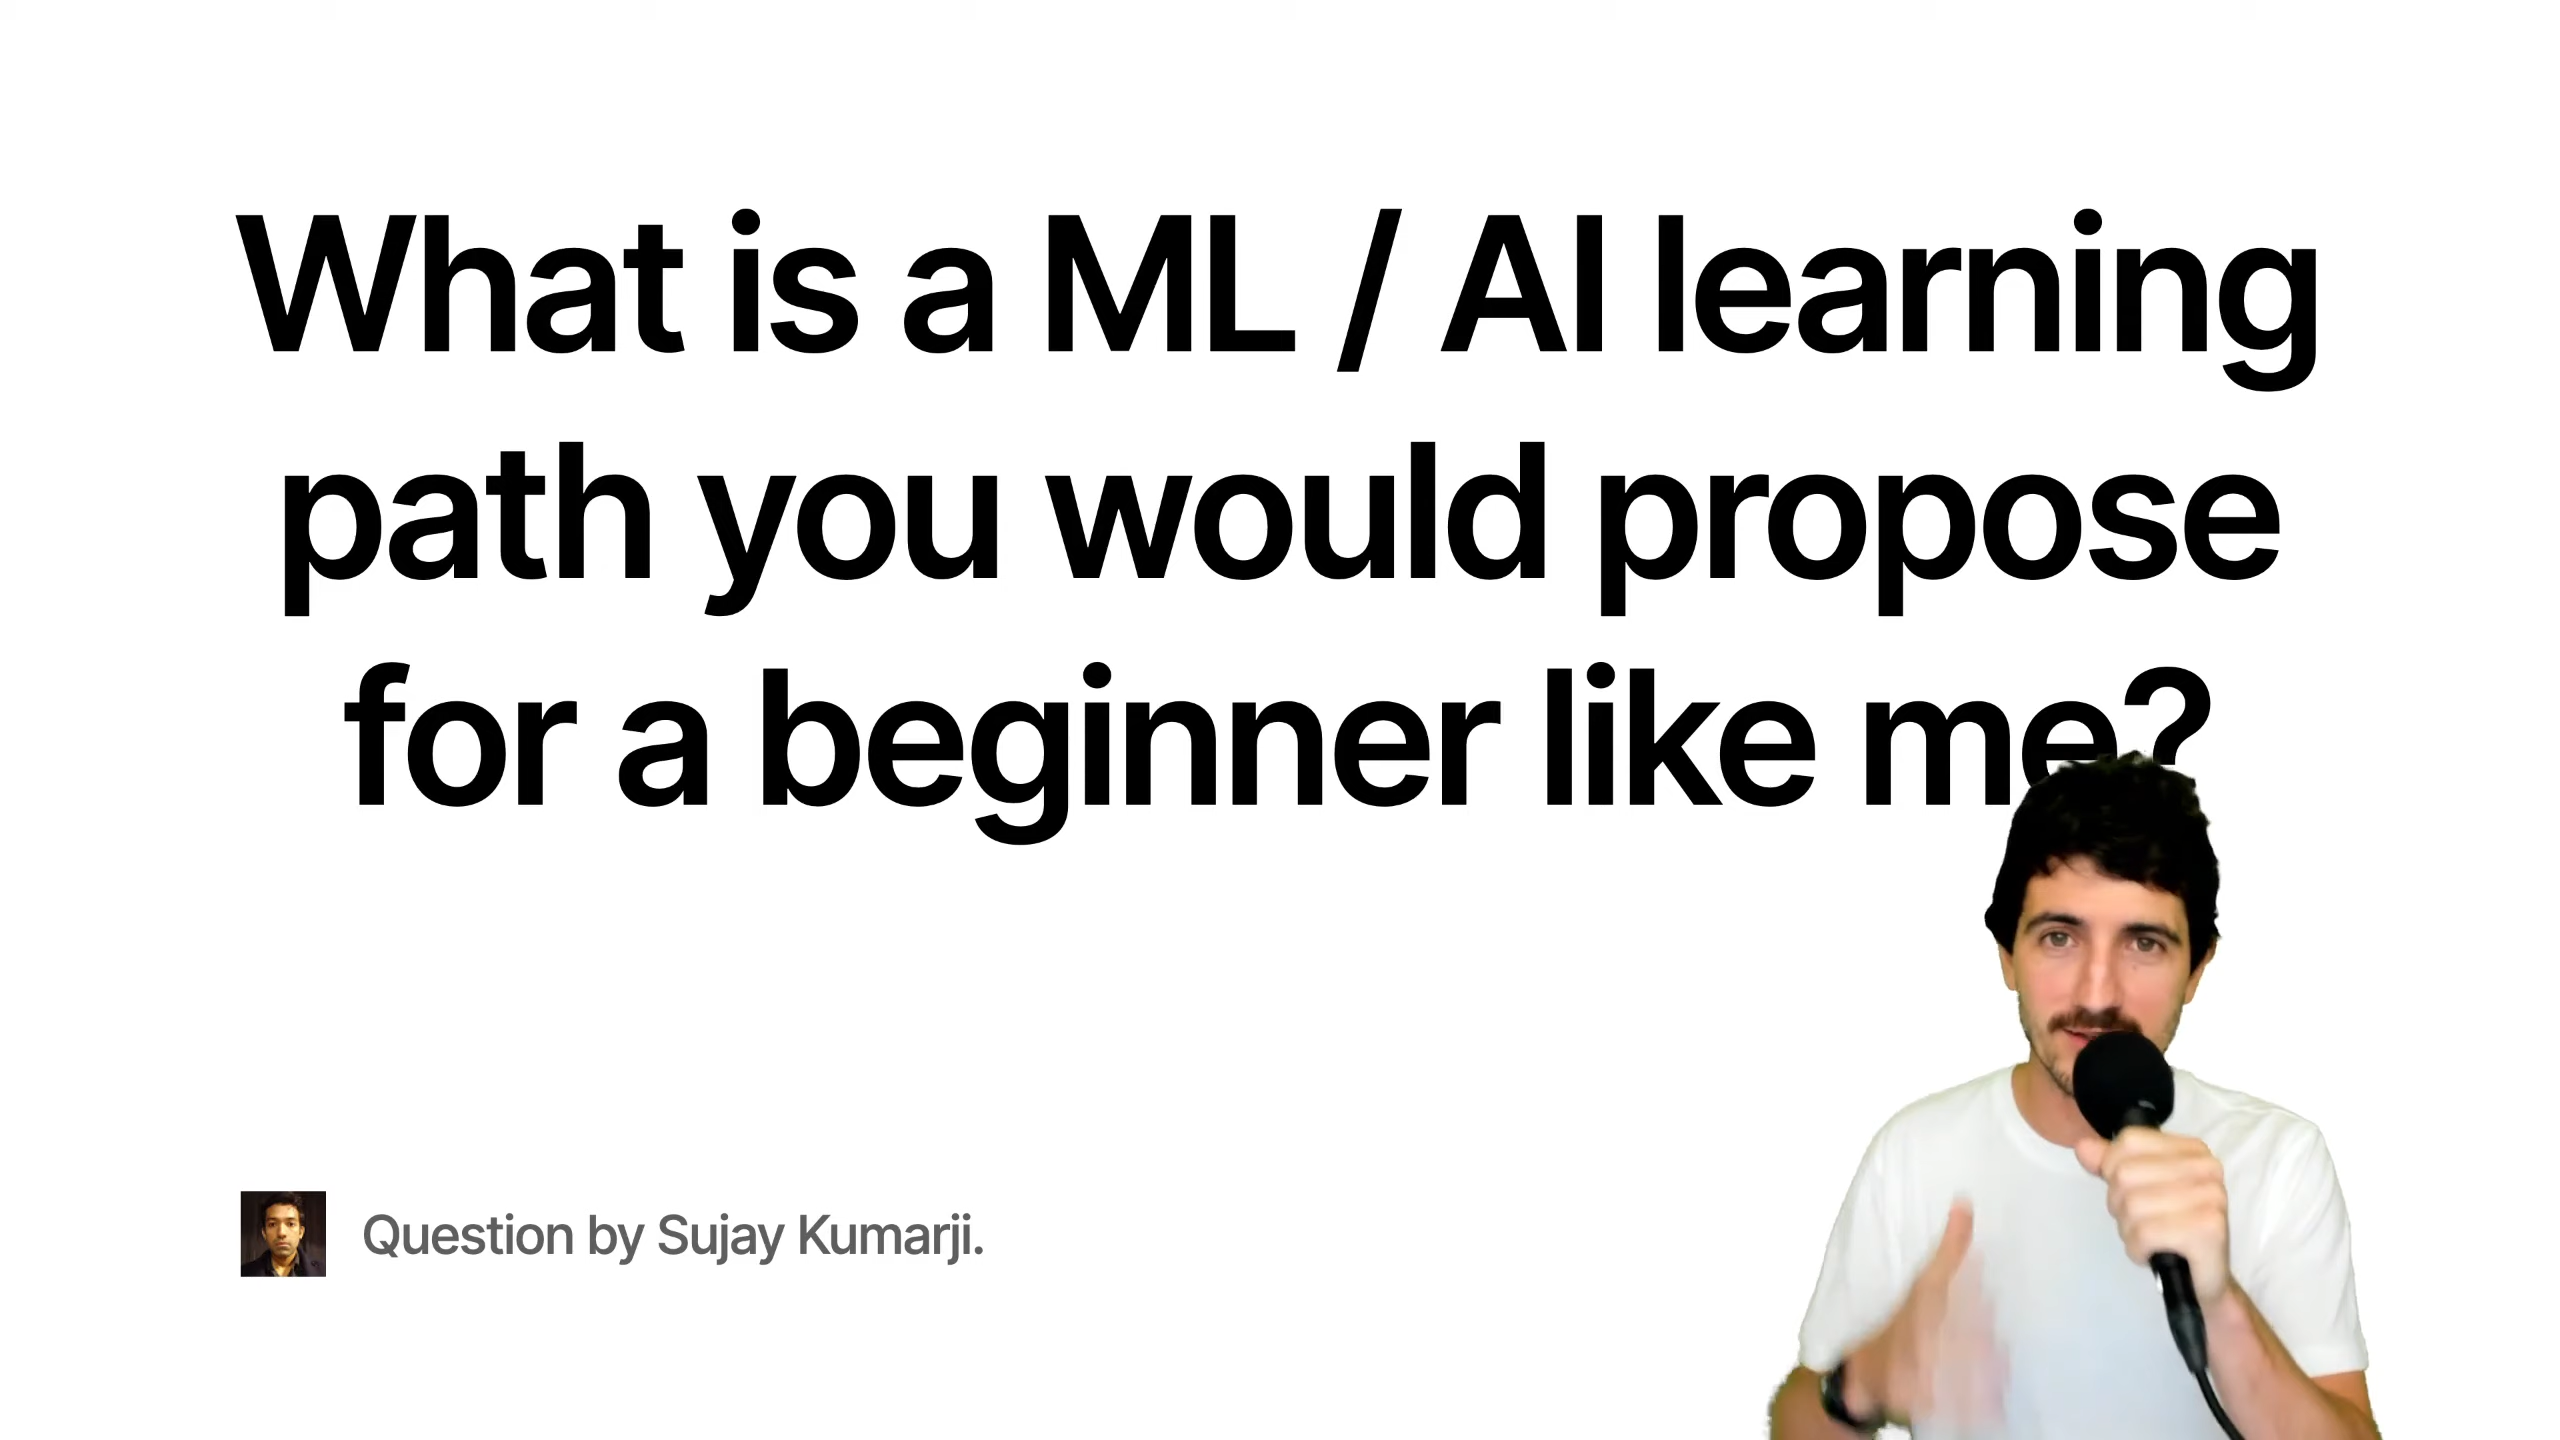 What is a ML / AI learning
path you would propose
for a beginner like me?
Question by Sujay Kumarji.